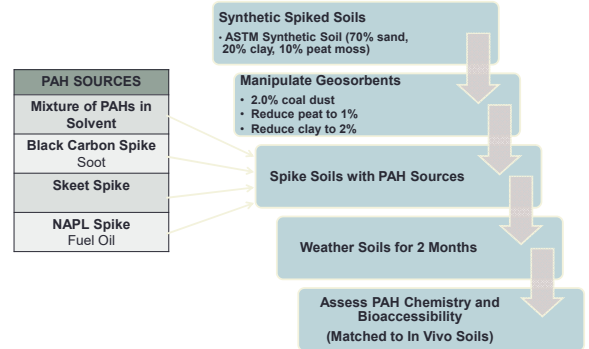 Synthetic Spiked Soils
· ASTM Synthetic Soil (70% sand,
20% clay, 10% peat moss)
Manipulate Geosorbents
• 2.0% coal dust
• Reduce peat to 1%
• Reduce clay to 2%
PAH SOURCES
Mixture of PAHs in
Solvent
Black Carbon Spike
Soot
Skeet Spike
NAPL Spike
Fuel Oil
Spike Soils with PAH Sources
Weather Soils for 2 Months
Assess PAH Chemistry and
Bioaccessibility
(Matched to In Vivo Soils)